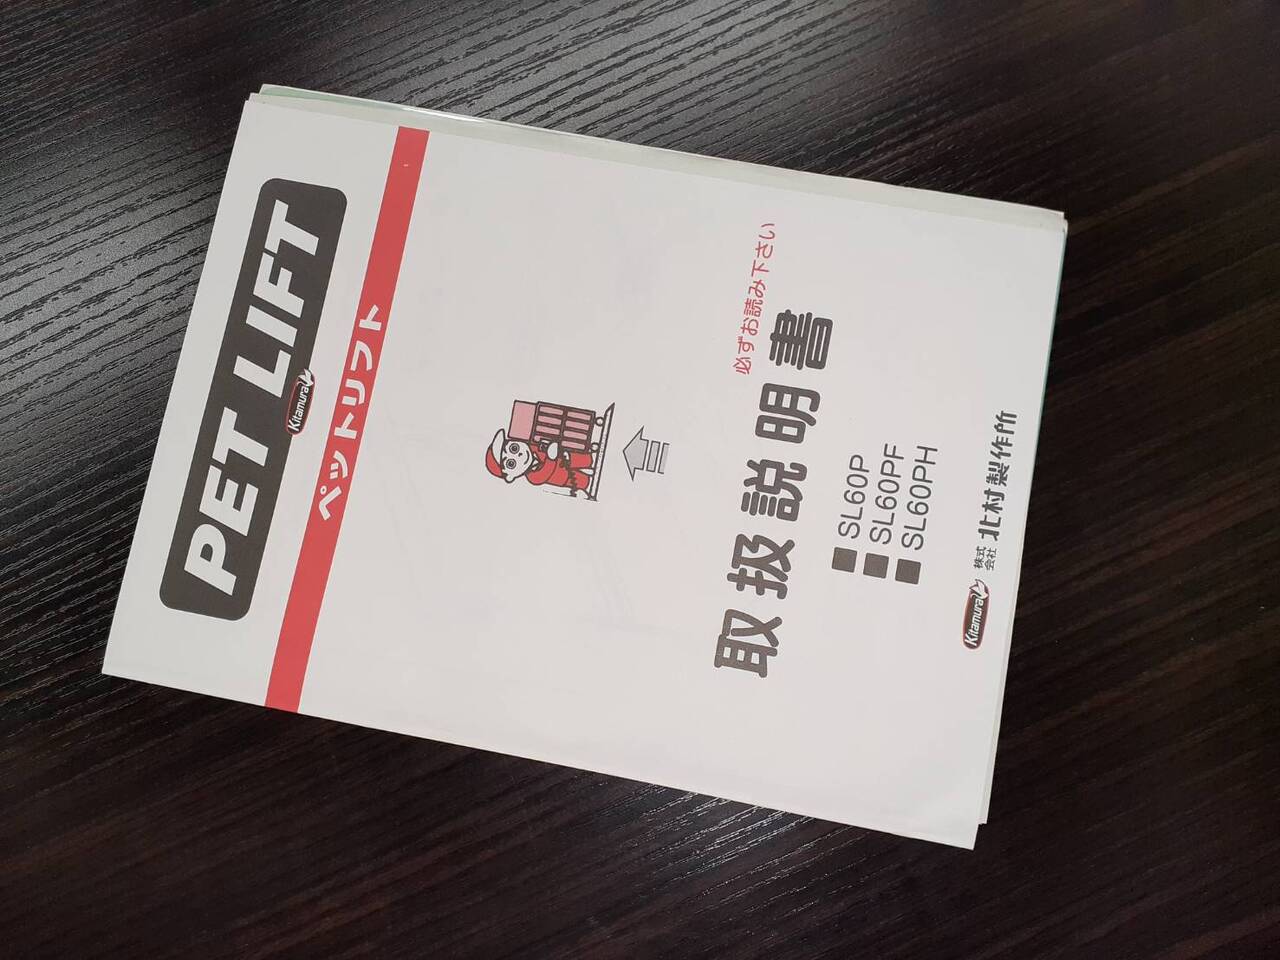 PET LIFT
Kitamura
ペットリフト
必ずお読み下さい
取扱説明書
■SL60P
■SL60PF
■SL60PH
Kitamura 株式会社 北村製作所